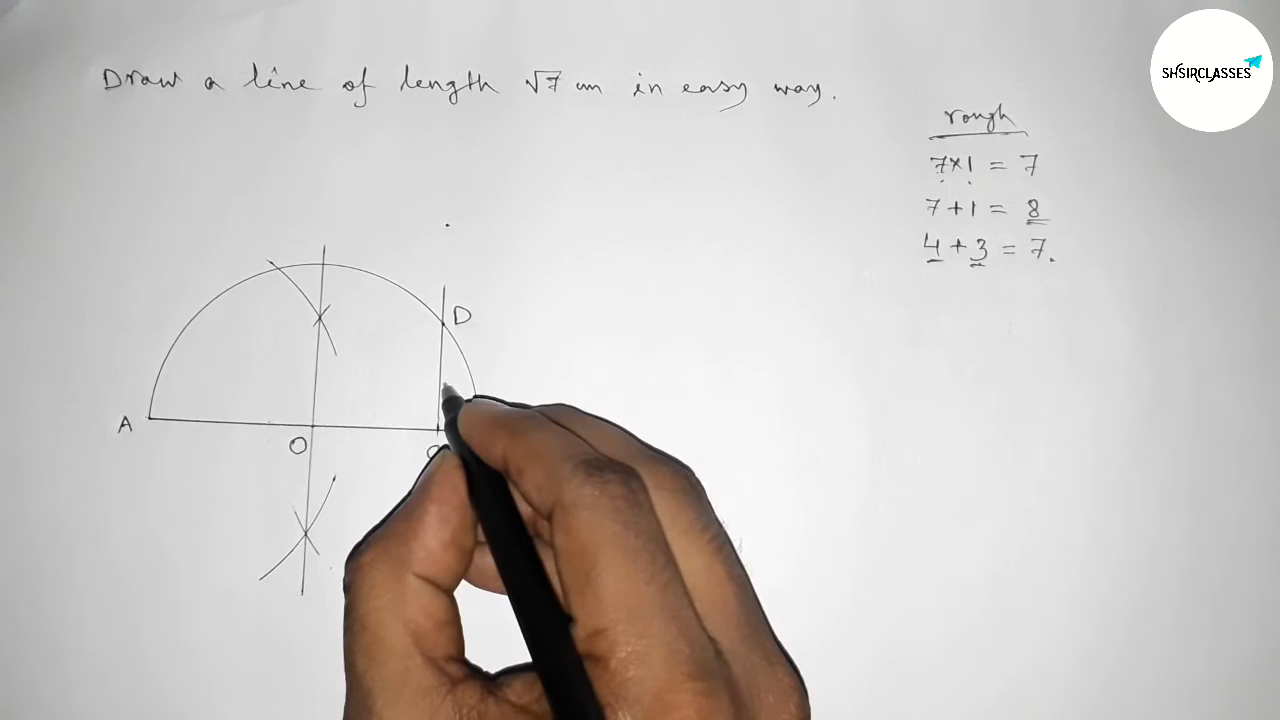 Draw a line of length √7 cm in easy way.
SHSIRCLASSES
rough
7×1 = 7
7+1 = 8
4+3 = 7.
D
A
O